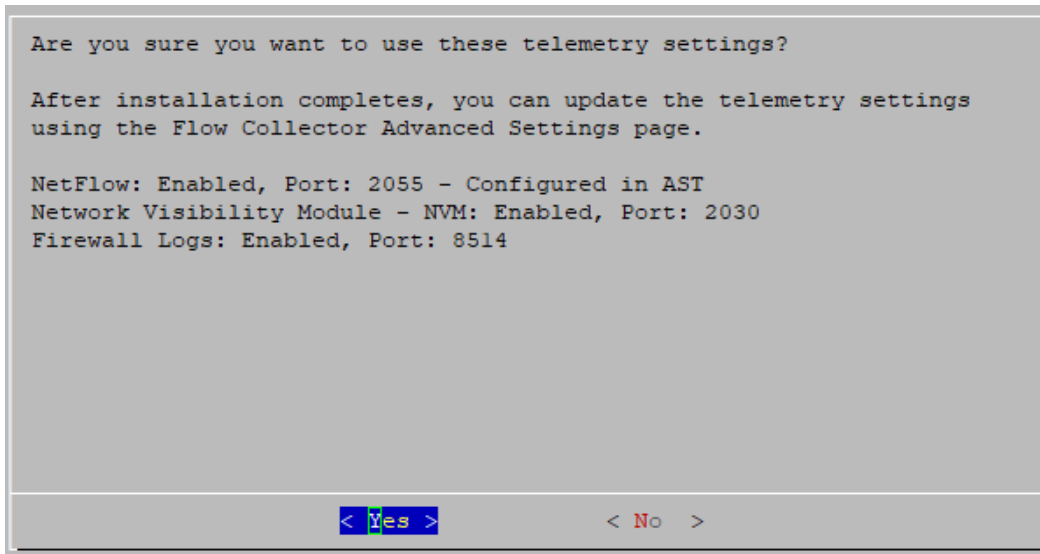 Are you sure you want to use these telemetry settings?
After installation completes, you can update the telemetry settings
using the Flow Collector Advanced Settings page.
NetFlow: Enabled, Port: 2055 - Configured in AST
Network Visibility Module - NVM: Enabled, Port: 2030
Firewall Logs: Enabled, Port: 8514
< Yes > < No >